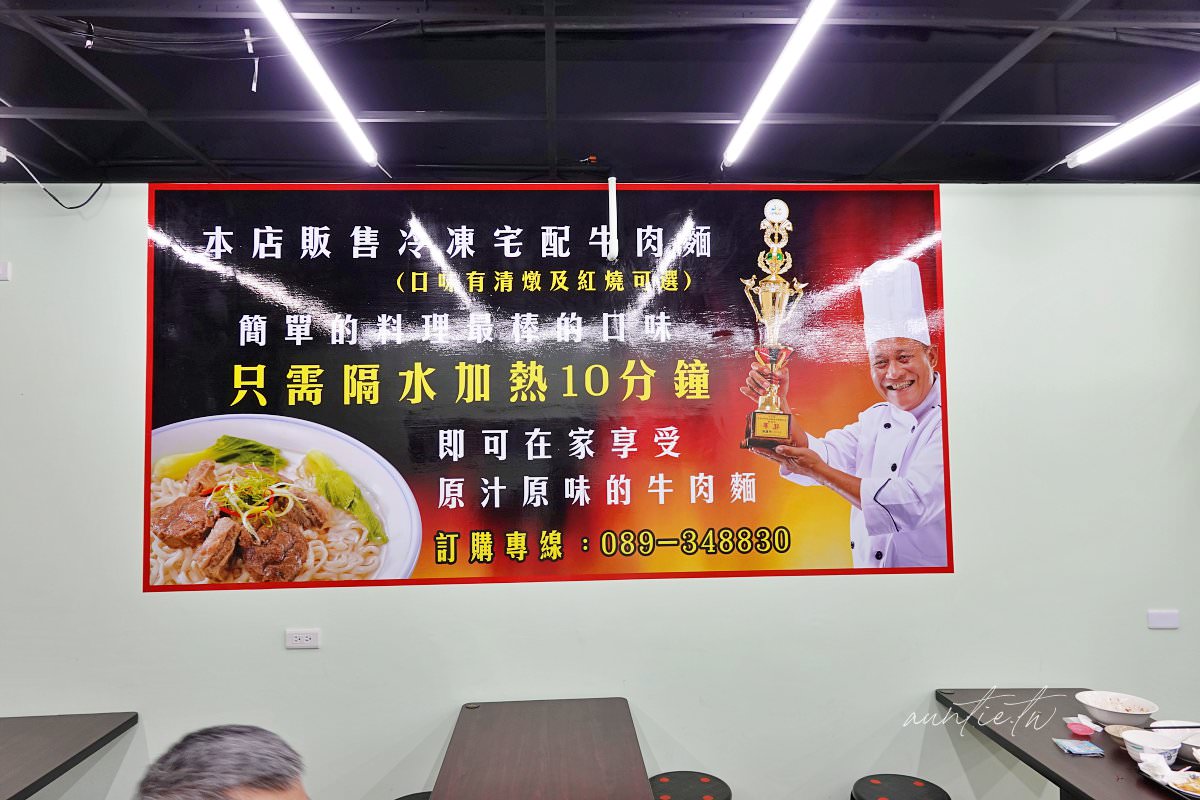 本店販售冷凍宅配牛肉麵
(口味有清燉及紅燒可選)
簡單的料理最棒的口味
只需隔水加熱10分鐘
即可在家享受
原汁原味的牛肉麵
訂購專線：089-348830
auntie.tw